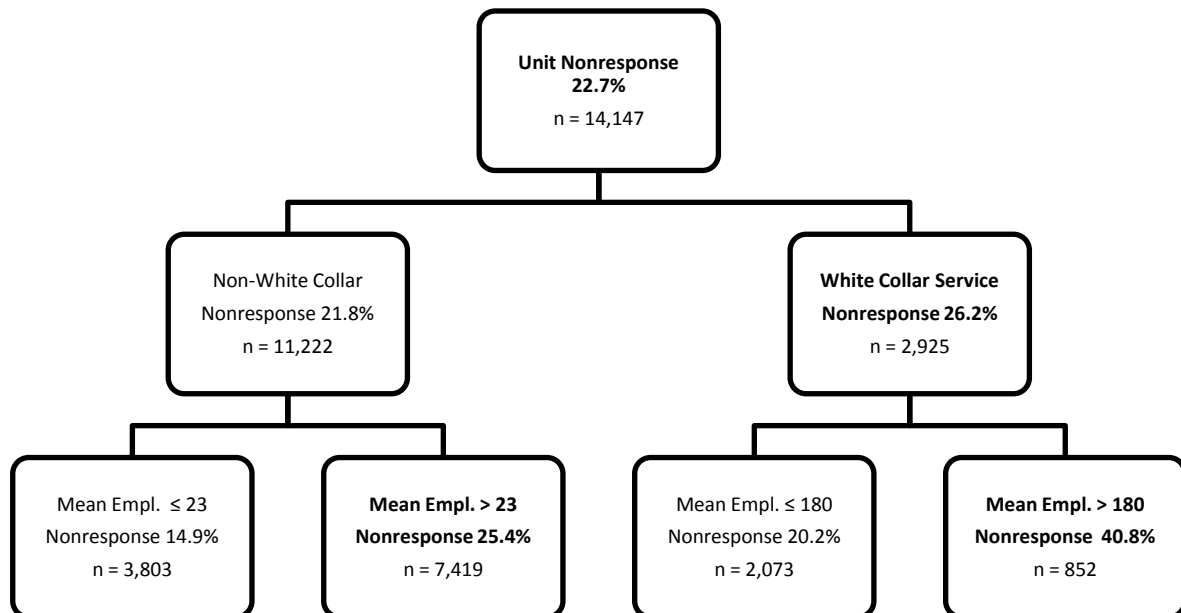 Unit Nonresponse
22.7%
n = 14,147
Non-White Collar
Nonresponse 21.8%
n = 11,222
White Collar Service
Nonresponse 26.2%
n = 2,925
Mean Empl. ≤ 23
Nonresponse 14.9%
n = 3,803
Mean Empl. > 23
Nonresponse 25.4%
n = 7,419
Mean Empl. ≤ 180
Nonresponse 20.2%
n = 2,073
Mean Empl. > 180
Nonresponse 40.8%
n = 852